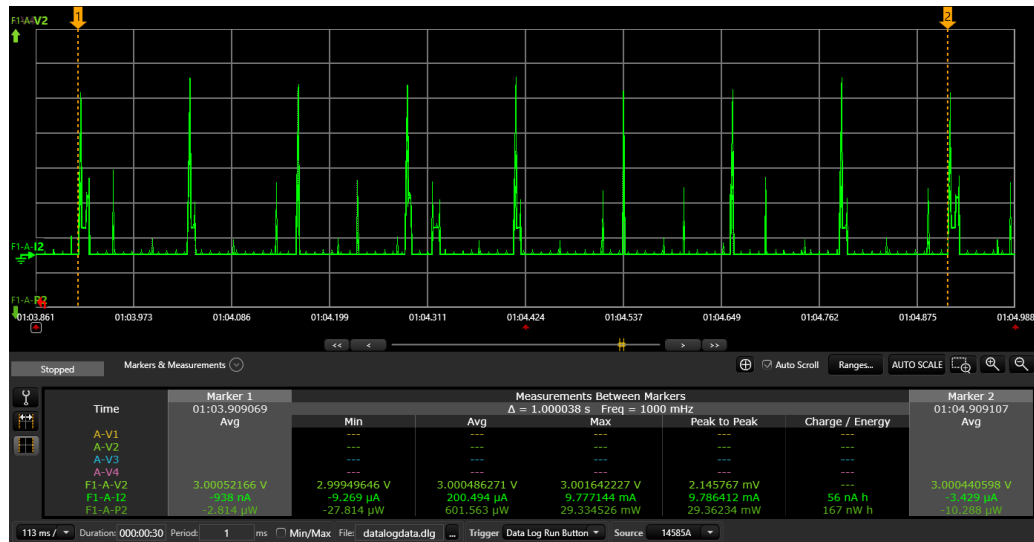 F1-A-V2
1
2
F1-A-I2
F1-A-P2
01:03.861 01:03.973 01:04.086 01:04.199 01:04.311 01:04.424 01:04.537 01:04.649 01:04.762 01:04.875 01:04.988
<< < > >>
Stopped Markers & Measurements Auto Scroll Ranges... AUTO SCALE
Marker 1 Measurements Between Markers Marker 2
Time 01:03.909069 Δ = 1.000038 s Freq = 1000 mHz 01:04.909107
Avg Min Avg Max Peak to Peak Charge / Energy Avg
A-V1 --- --- --- --- ---
A-V2 --- --- --- --- ---
A-V3 --- --- --- --- ---
A-V4 --- --- --- --- ---
F1-A-V2 3.00052166 V 2.99949646 V 3.000486271 V 3.001642227 V 2.145767 mV --- 3.000440598 V
F1-A-I2 -938 nA -9.269 µA 200.494 µA 9.777144 mA 9.786412 mA 56 nA h -3.429 µA
F1-A-P2 -2.814 µW -27.814 µW 601.563 µW 29.334526 mW 29.36234 mW 167 nW h -10.288 µW
113 ms / Duration: 000:00:30 Period: 1 ms Min/Max File: datalogdata.dlg ... Trigger Data Log Run Button Source 14585A